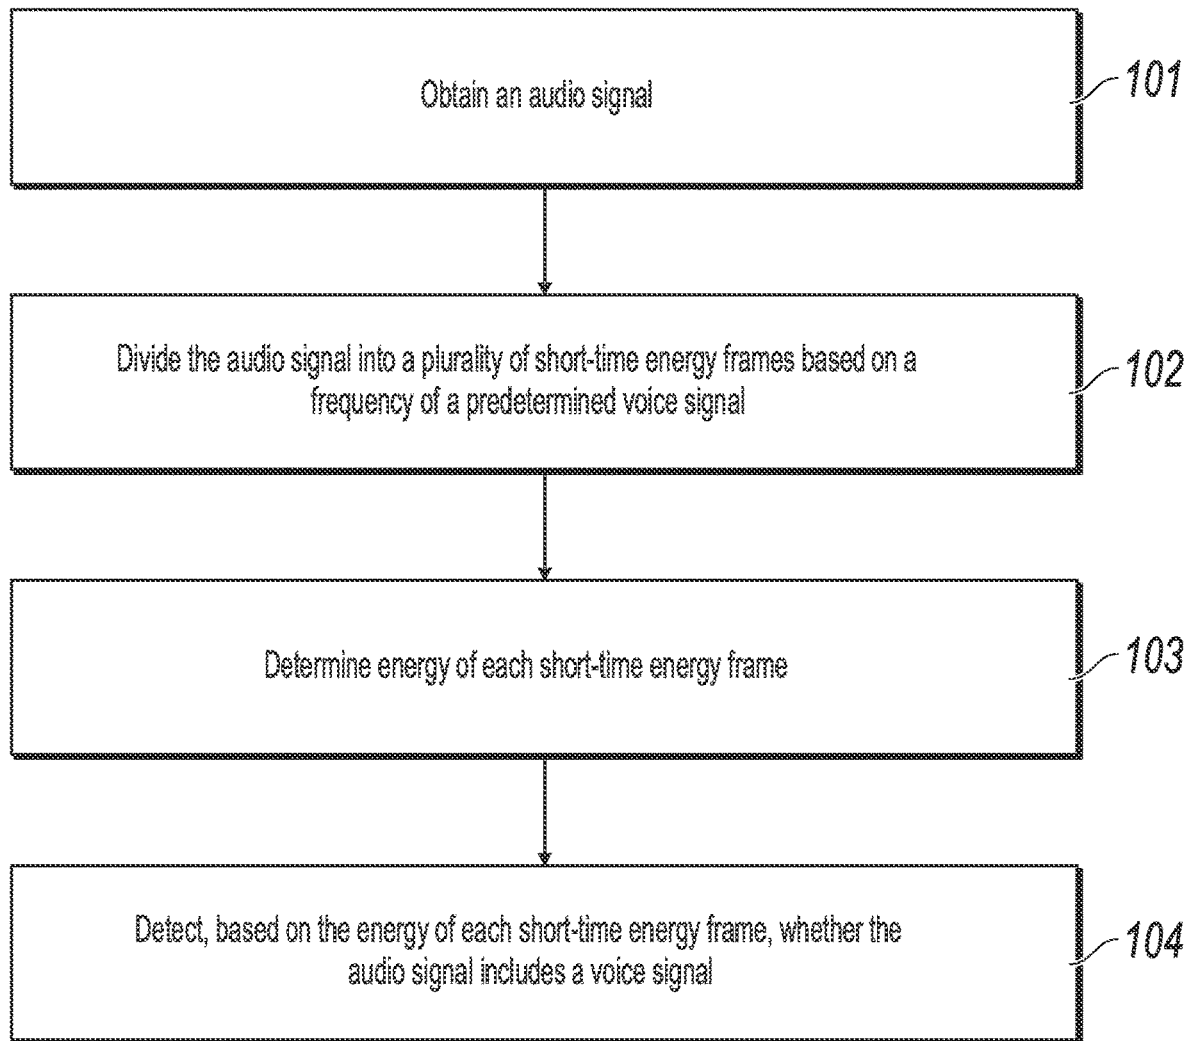 Obtain an audio signal
101
Divide the audio signal into a plurality of short-time energy frames based on a
frequency of a predetermined voice signal
102
Determine energy of each short-time energy frame
103
Detect, based on the energy of each short-time energy frame, whether the
audio signal includes a voice signal
104